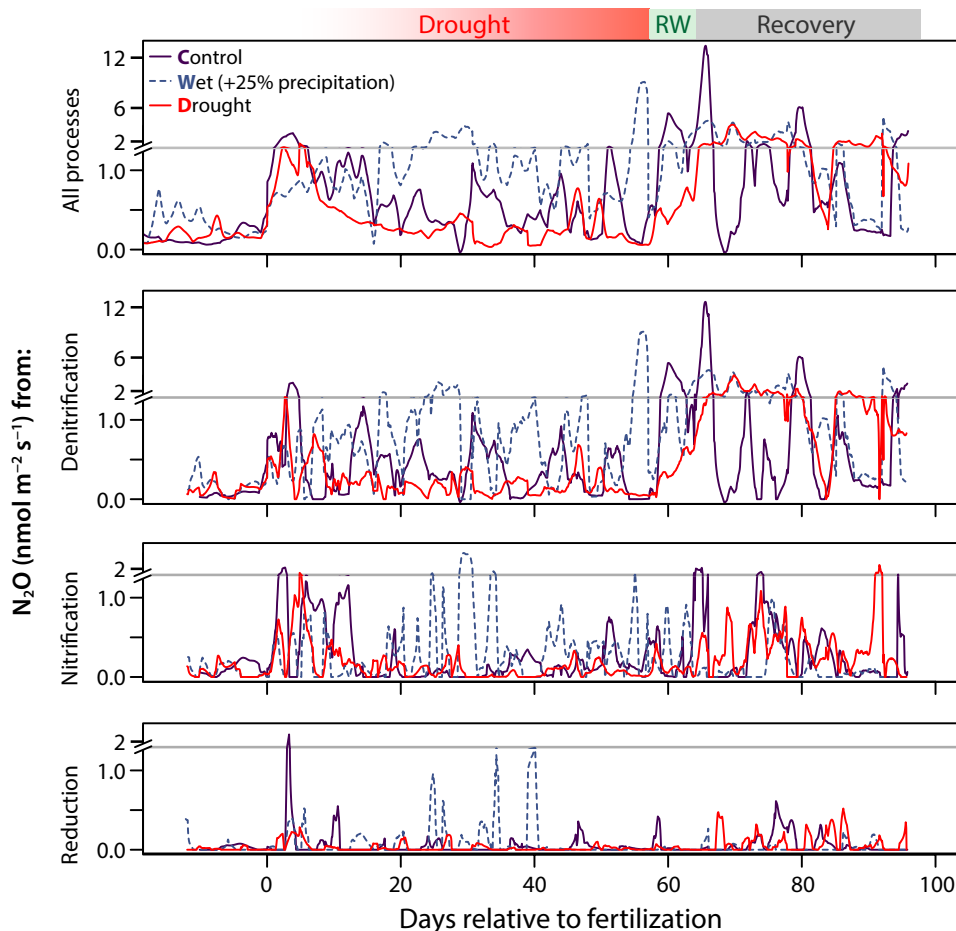 Drought RW Recovery
Control
Wet (+25% precipitation)
Drought
N₂O (nmol m⁻² s⁻¹) from:
All processes
12
6
2
1.0
0.0
Denitrification
12
6
2
1.0
0.0
Nitrification
2
1.0
0.0
Reduction
2
1.0
0.0
0 20 40 60 80 100
Days relative to fertilization